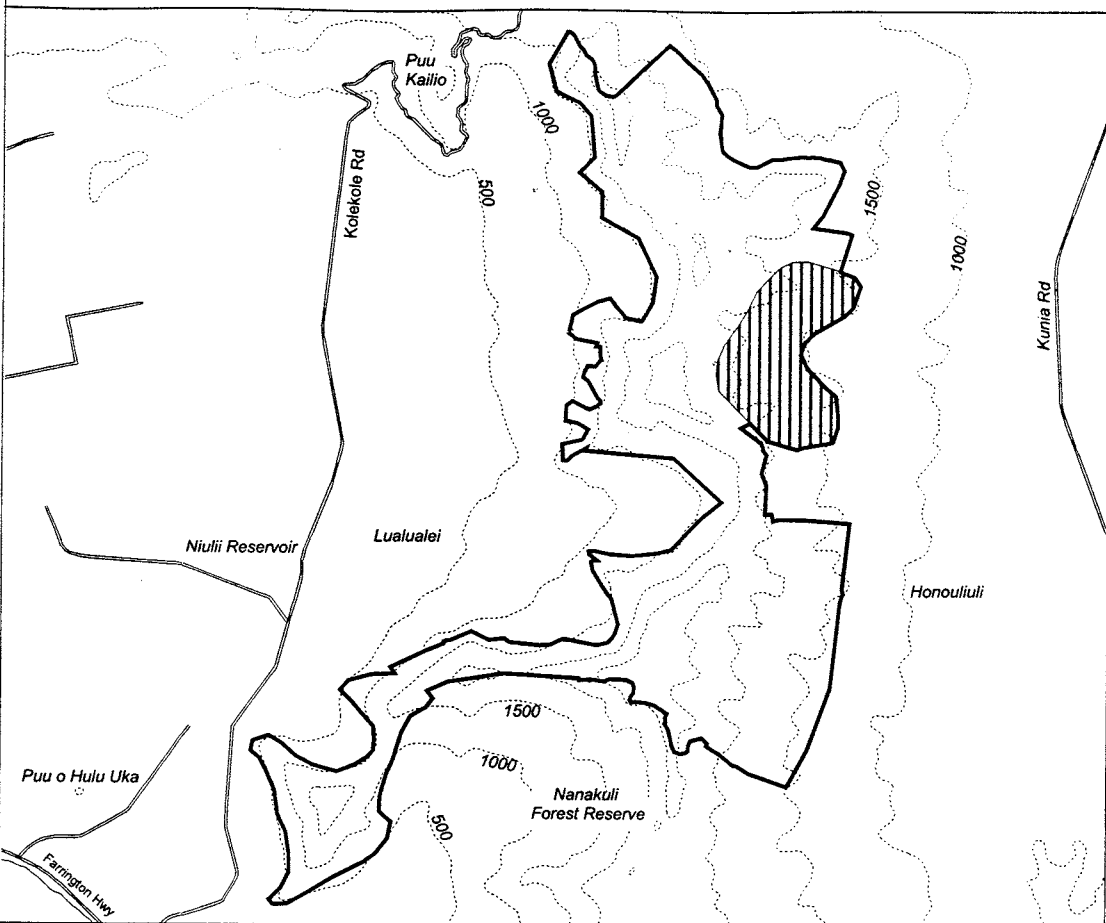 Puu
Kailio
1000
Kolekole Rd
500
1500
1000
Kunia Rd
Niulii Reservoir
Lualualei
Honouliuli
1500
Puu o Hulu Uka
1000
Nanakuli
Forest Reserve
500
Farrington Hwy